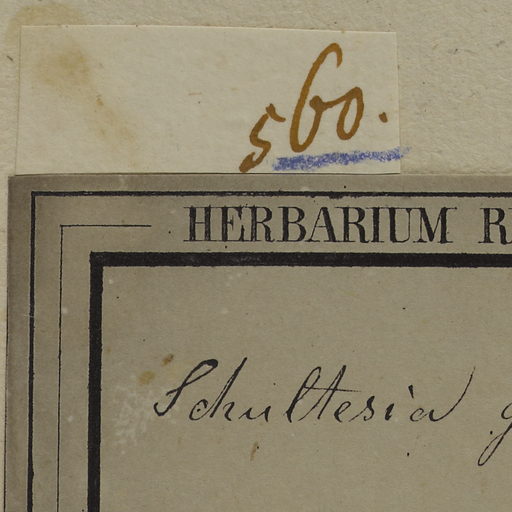 560.
HERBARIUM R
Schultesia g